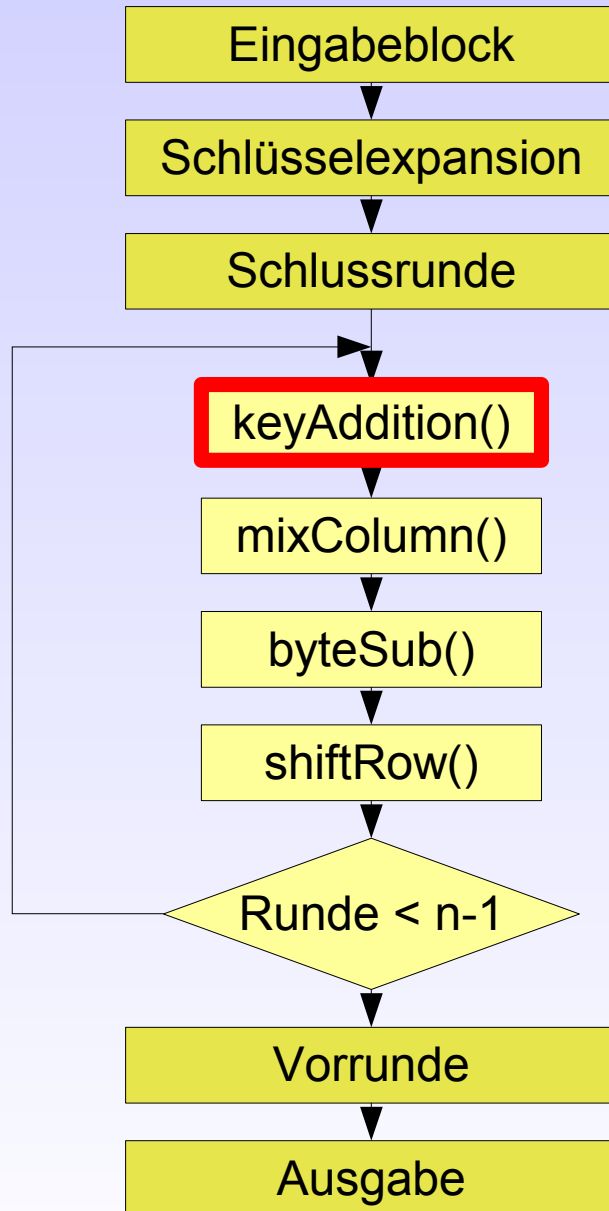 Eingabeblock
Schlüsselexpansion
Schlussrunde
keyAddition()
mixColumn()
byteSub()
shiftRow()
Runde < n-1
Vorrunde
Ausgabe